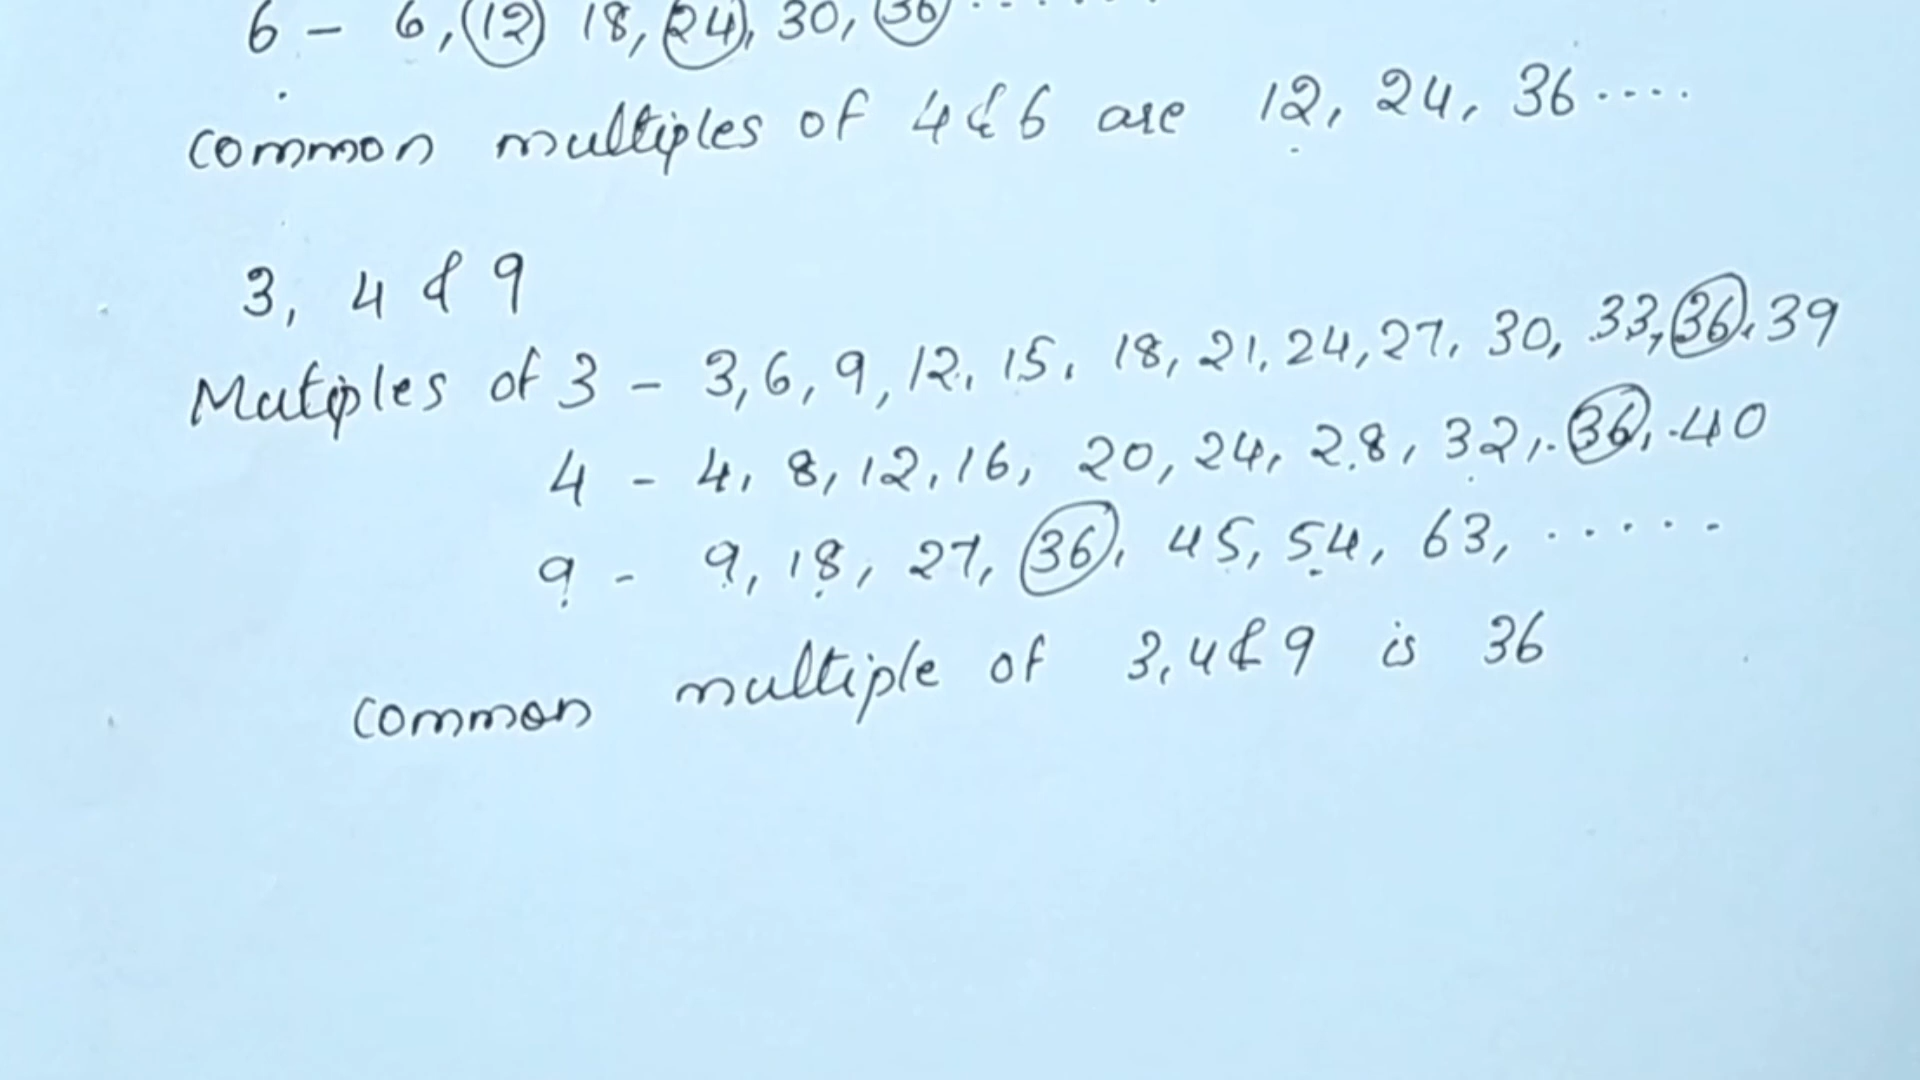 6 - 6, 12 18, 24, 30, 36 .......
common multiples of 4 & 6 are 12, 24, 36 ....
3, 4 & 9
Mutiples of 3 - 3, 6, 9, 12, 15, 18, 21, 24, 27, 30, 33, 36, 39
4 - 4, 8, 12, 16, 20, 24, 28, 32, 36, 40
9 - 9, 18, 27, 36, 45, 54, 63, .....
common multiple of 3, 4 & 9 is 36